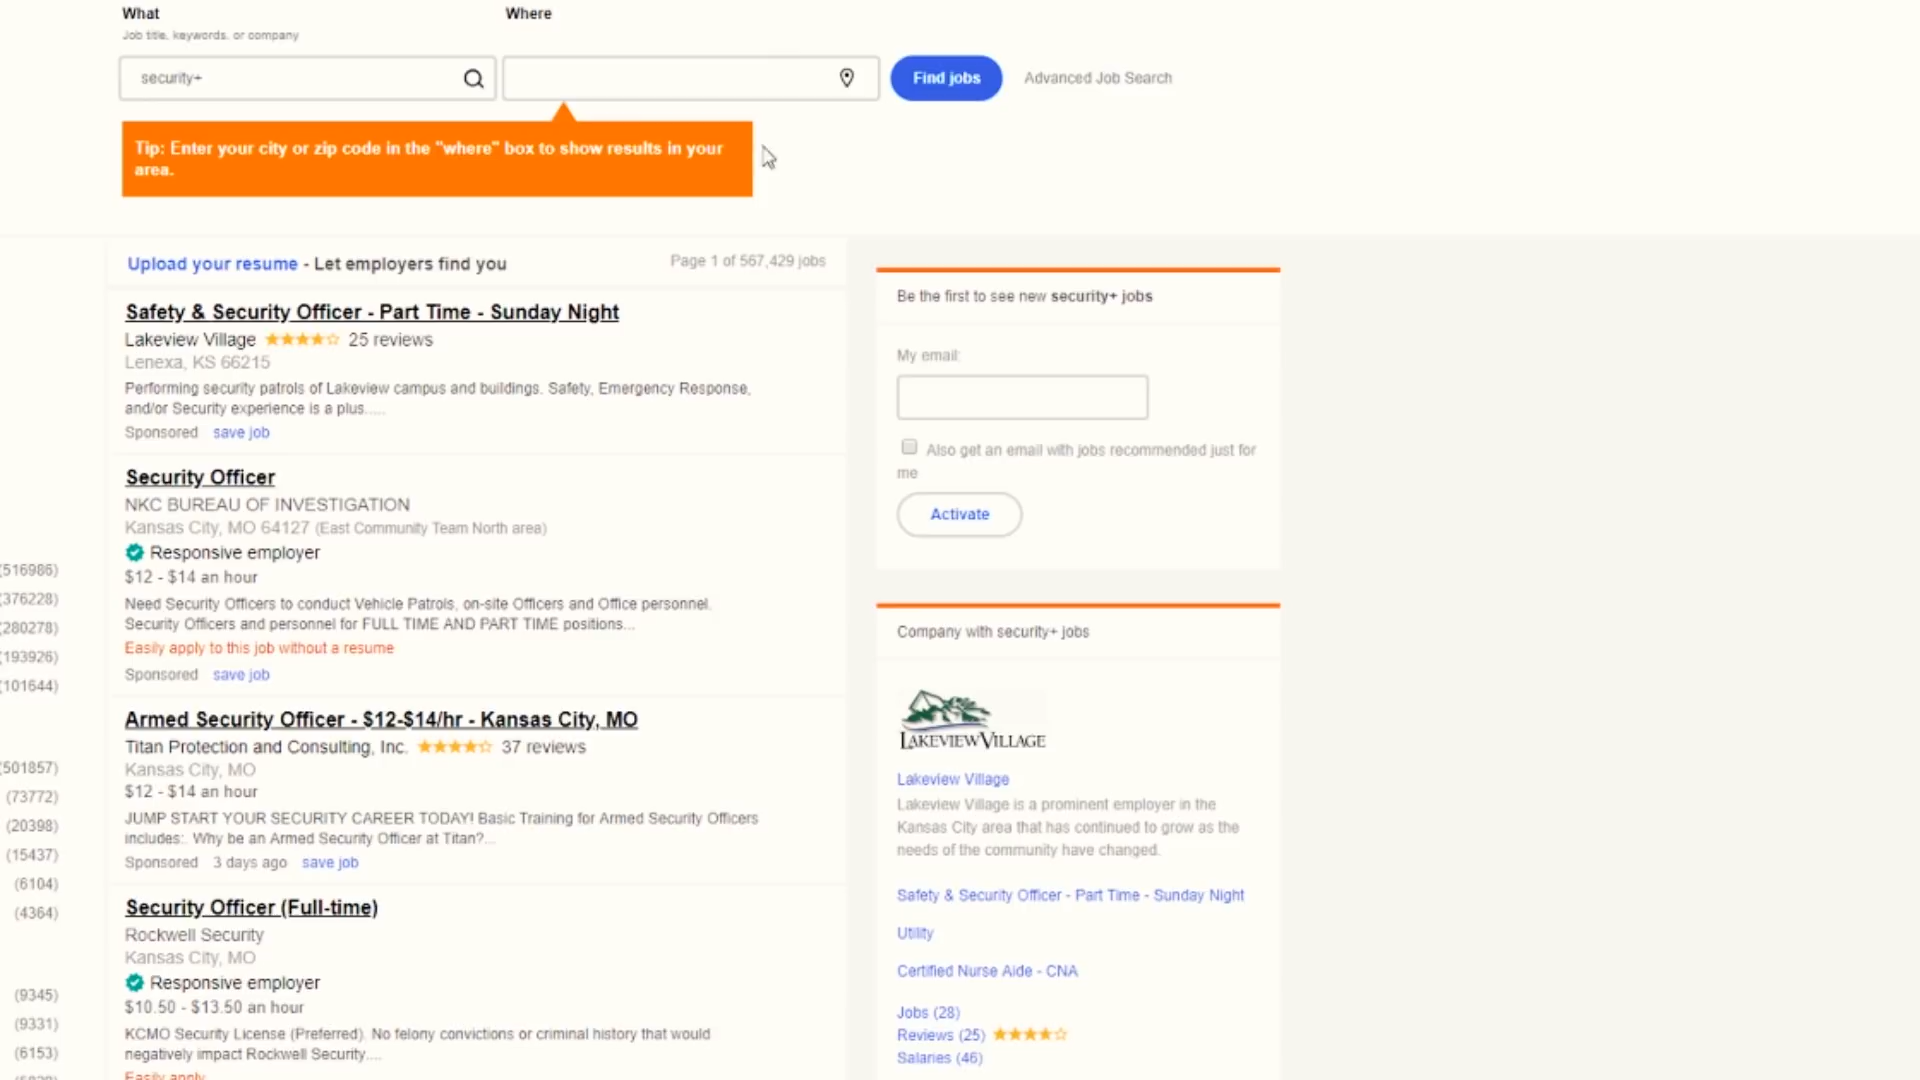 What
Where
Job title, keywords, or company
security+
Find jobs
Advanced Job Search
Tip: Enter your city or zip code in the "where" box to show results in your
area.
Upload your resume - Let employers find you
Page 1 of 567,429 jobs
Safety & Security Officer - Part Time - Sunday Night
Lakeview Village
25 reviews
Lenexa, KS 66215
Performing security patrols of Lakeview campus and buildings. Safety, Emergency Response,
and/or Security experience is a plus.....
Sponsored save job
Security Officer
NKC BUREAU OF INVESTIGATION
Kansas City, MO 64127 (East Community Team North area)
Responsive employer
$12 - $14 an hour
Need Security Officers to conduct Vehicle Patrols, on-site Officers and Office personnel.
Security Officers and personnel for FULL TIME AND PART TIME positions...
Easily apply to this job without a resume
Sponsored save job
Armed Security Officer - $12-$14/hr - Kansas City, MO
Titan Protection and Consulting, Inc.
37 reviews
Kansas City, MO
$12 - $14 an hour
JUMP START YOUR SECURITY CAREER TODAY! Basic Training for Armed Security Officers
includes:. Why be an Armed Security Officer at Titan?...
Sponsored 3 days ago save job
Security Officer (Full-time)
Rockwell Security
Kansas City, MO
Responsive employer
$10.50 - $13.50 an hour
KCMO Security License (Preferred). No felony convictions or criminal history that would
negatively impact Rockwell Security....
Easily apply
(516986)
(376228)
(280278)
(193926)
(101644)
(501857)
(73772)
(20398)
(15437)
(6104)
(4364)
(9345)
(9331)
(6153)
Be the first to see new security+ jobs
My email:
Also get an email with jobs recommended just for
me
Activate
Company with security+ jobs
LAKEVIEW VILLAGE
Lakeview Village
Lakeview Village is a prominent employer in the
Kansas City area that has continued to grow as the
needs of the community have changed.
Safety & Security Officer - Part Time - Sunday Night
Utility
Certified Nurse Aide - CNA
Jobs (28)
Reviews (25)
Salaries (46)